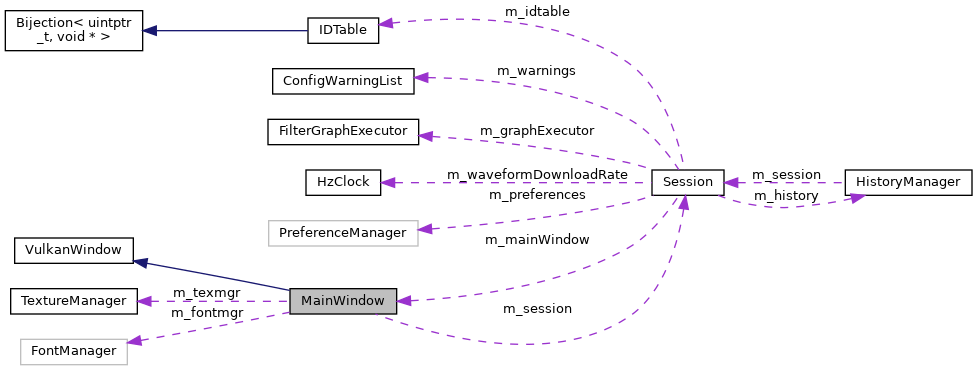 m_idtable
Bijection< uintptr
_t, void * >
IDTable
m_warnings
ConfigWarningList
FilterGraphExecutor
m_graphExecutor
HzClock
m_waveformDownloadRate
Session
m_session
HistoryManager
m_history
m_preferences
PreferenceManager
m_mainWindow
VulkanWindow
m_texmgr
TextureManager
MainWindow
m_session
m_fontmgr
FontManager